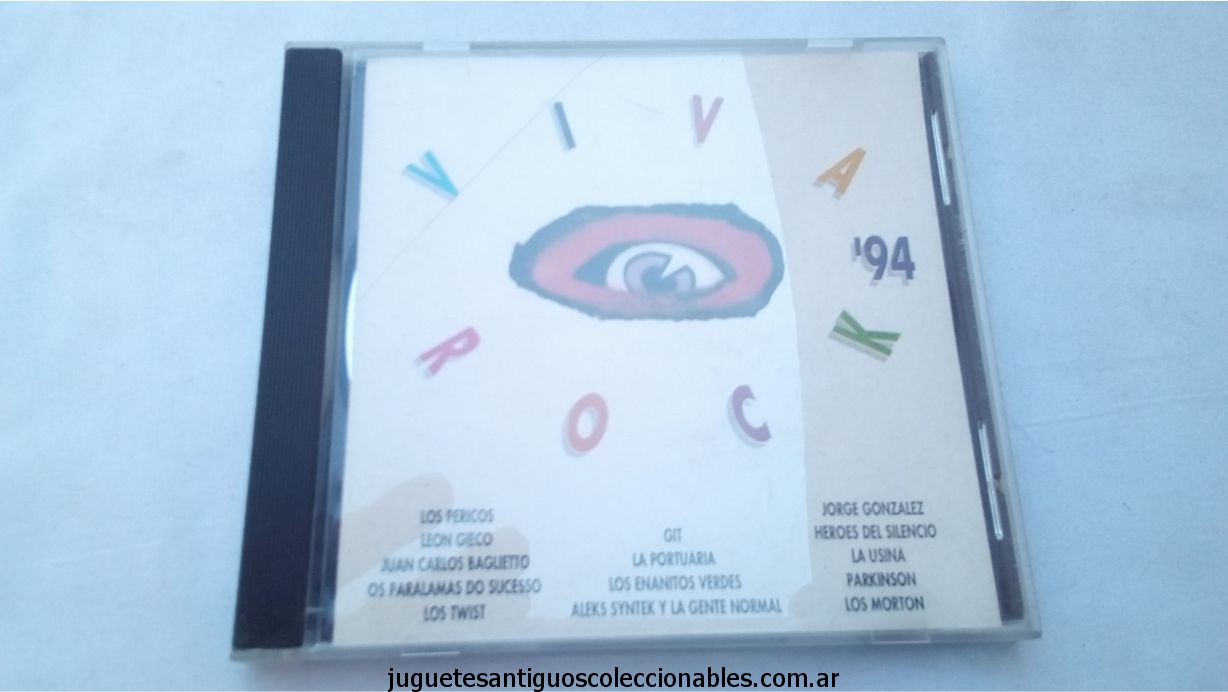 VIVA
'94
ROCK
LOS PERICOS
LEON GIECO
JUAN CARLOS BAGLIETTO
OS PARALAMAS DO SUCESSO
LOS TWIST
GIT
LA PORTUARIA
LOS ENANITOS VERDES
ALEKS SYNTEK Y LA GENTE NORMAL
JORGE GONZALEZ
HEROES DEL SILENCIO
LA USINA
PARKINSON
LOS MORTON
juguetesantiguoscoleccionables.com.ar